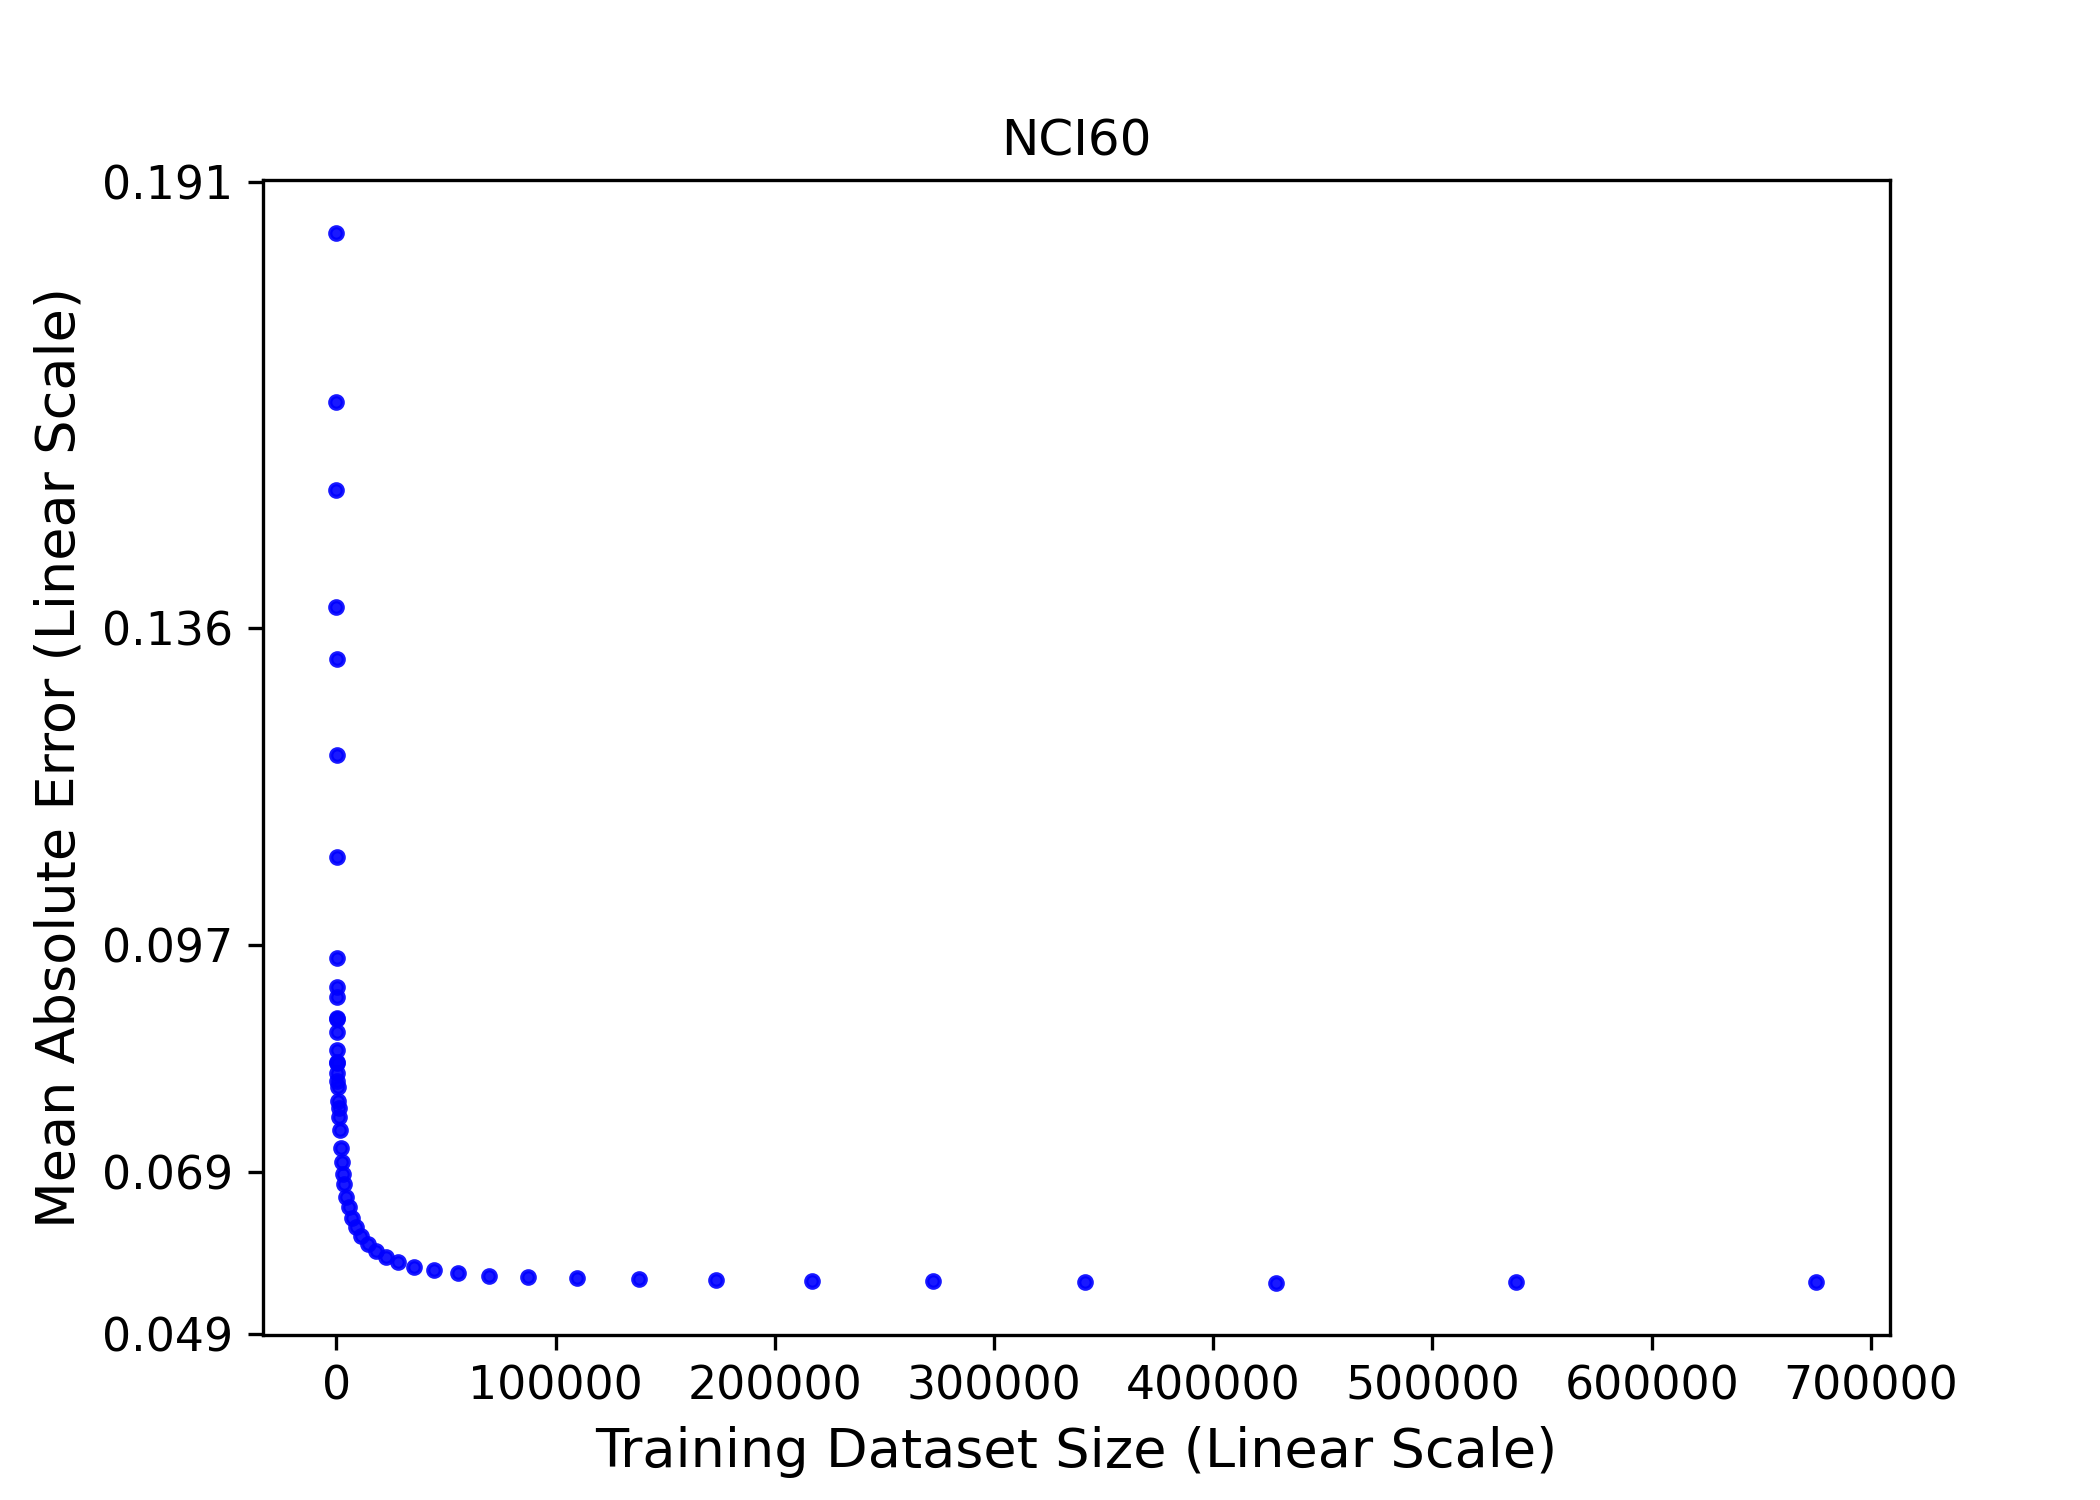 NCI60
0.191
0.136
0.097
0.069
0.049
Mean Absolute Error (Linear Scale)
0 100000 200000 300000 400000 500000 600000 700000
Training Dataset Size (Linear Scale)